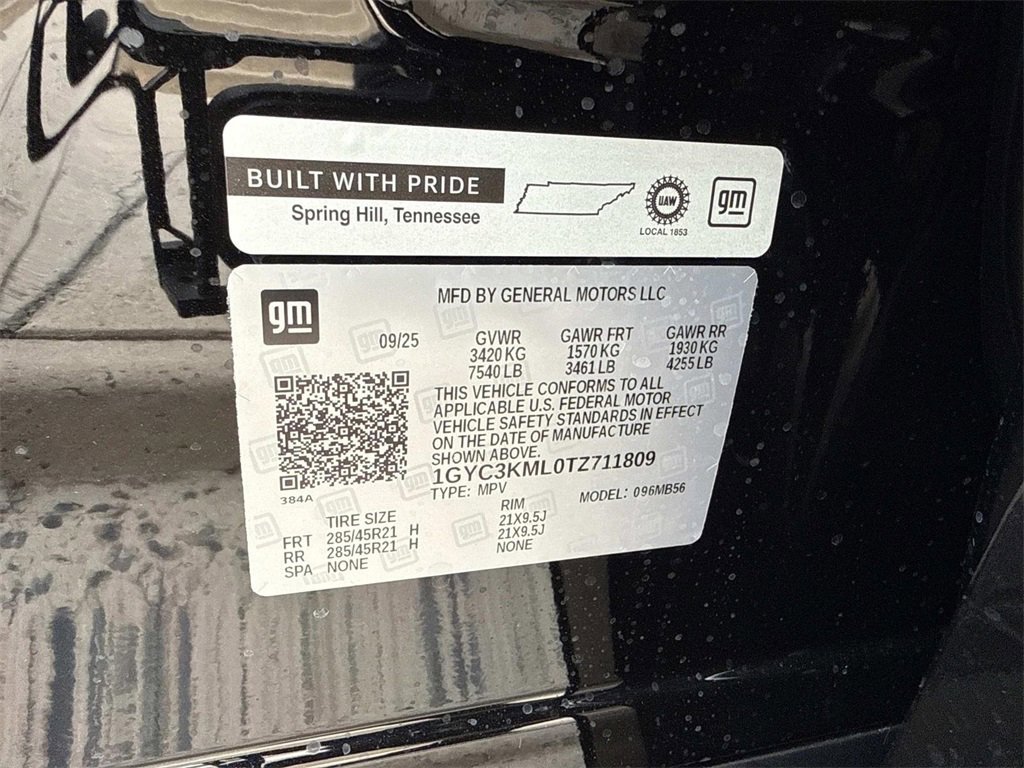 BUILT WITH PRIDE
Spring Hill, Tennessee
UAW
LOCAL 1853
gm
gm
MFD BY GENERAL MOTORS LLC
09/25
GVWR GAWR FRT GAWR RR
3420 KG 1570 KG 1930 KG
7540 LB 3461 LB 4255 LB
THIS VEHICLE CONFORMS TO ALL
APPLICABLE U.S. FEDERAL MOTOR
VEHICLE SAFETY STANDARDS IN EFFECT
ON THE DATE OF MANUFACTURE
SHOWN ABOVE.
1GYC3KML0TZ711809
TYPE: MPV MODEL: 096MB56
384A
TIRE SIZE RIM
FRT 285/45R21 H 21X9.5J
RR 285/45R21 H 21X9.5J
SPA NONE NONE